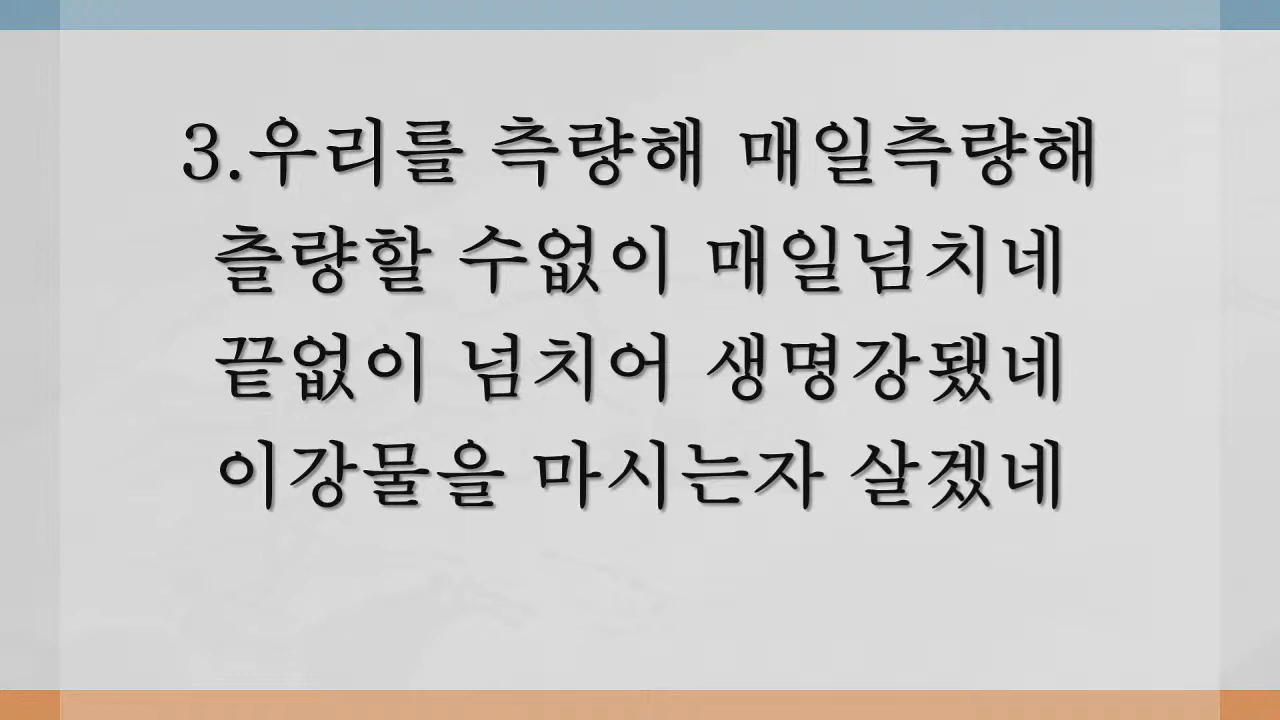 3.우리를 측량해 매일측량해
츨량할 수없이 매일넘치네
끝없이 넘치어 생명강됐네
이강물을 마시는자 살겠네